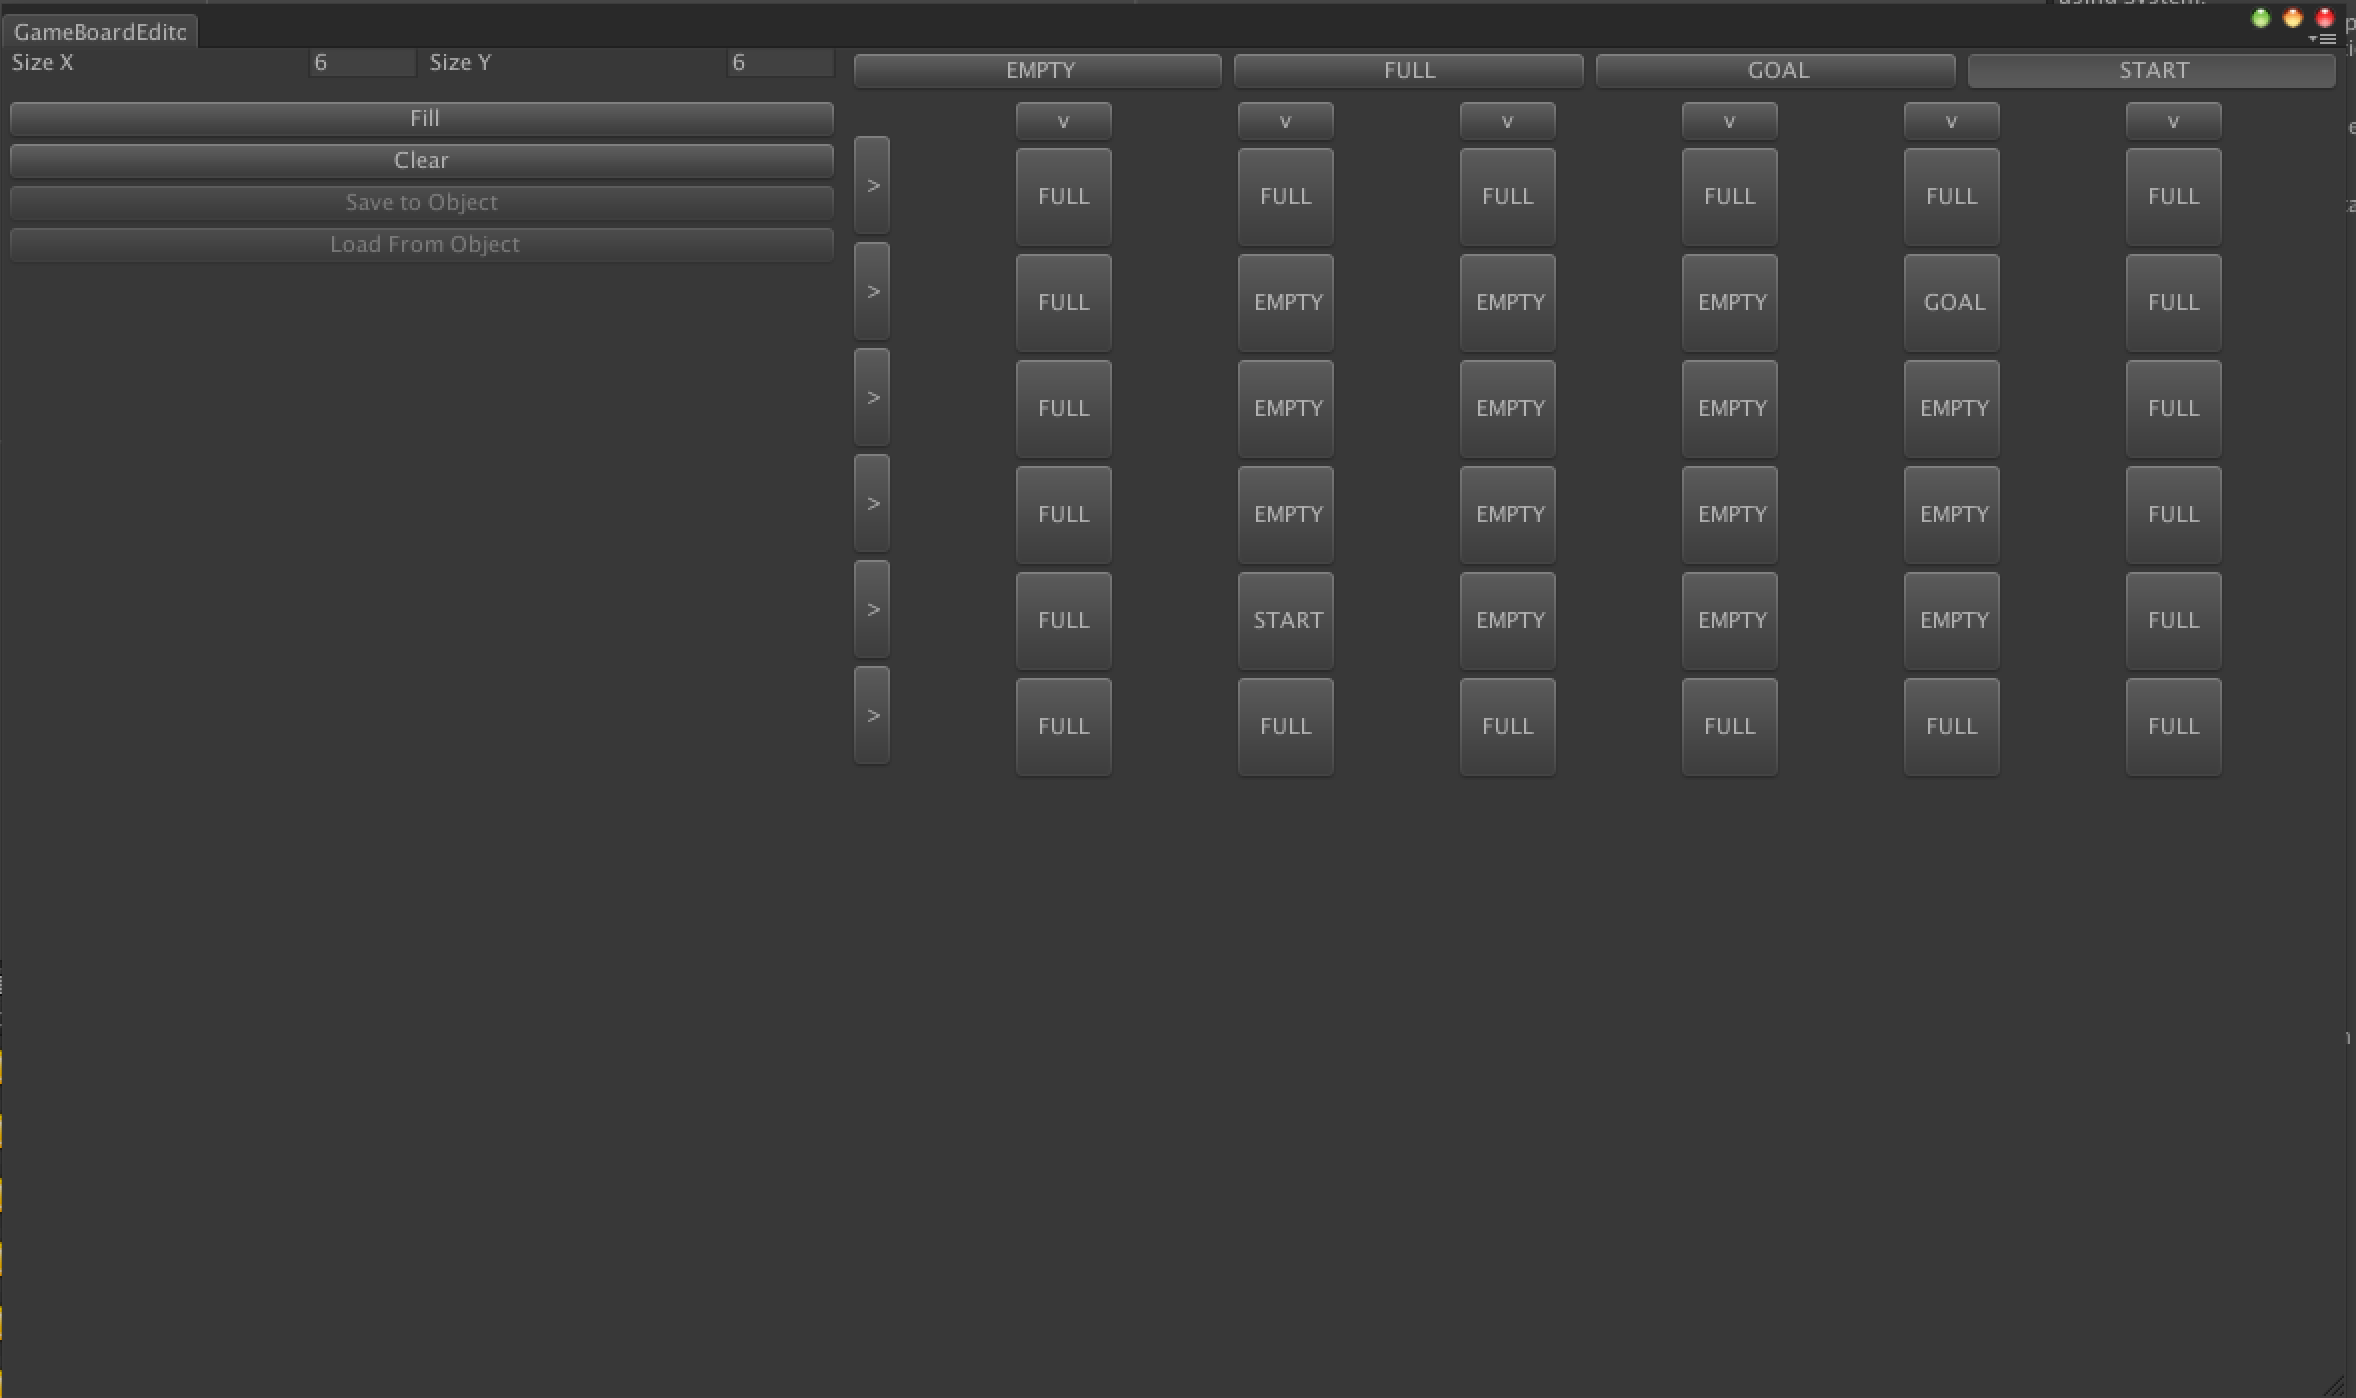 using System;
GameBoardEditc
Size X 6 Size Y 6
EMPTY FULL GOAL START
Fill
Clear
Save to Object
Load From Object
v v v v v v
> FULL FULL FULL FULL FULL FULL
> FULL EMPTY EMPTY EMPTY GOAL FULL
> FULL EMPTY EMPTY EMPTY EMPTY FULL
> FULL EMPTY EMPTY EMPTY EMPTY FULL
> FULL START EMPTY EMPTY EMPTY FULL
> FULL FULL FULL FULL FULL FULL